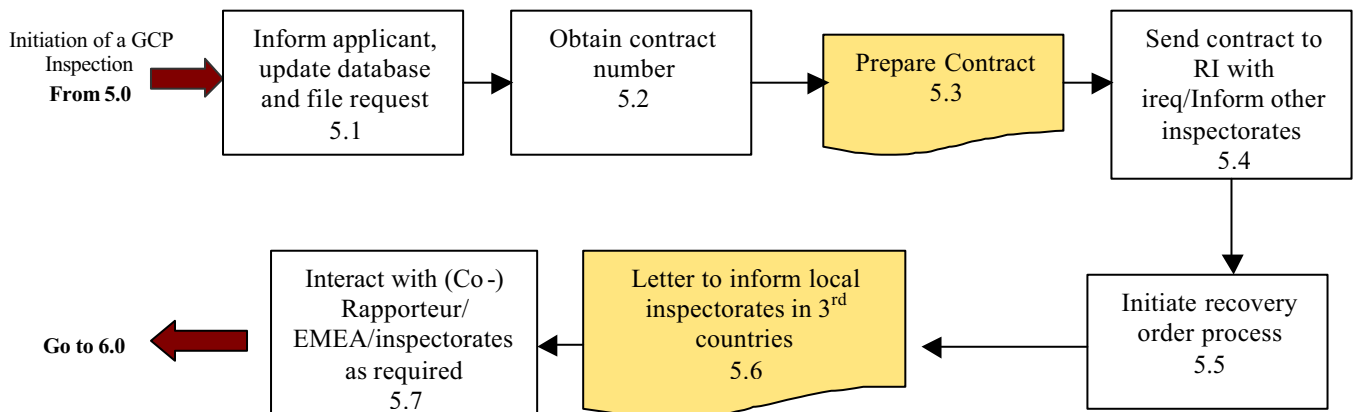 Initiation of a GCP
Inspection
From 5.0
Inform applicant,
update database
and file request
5.1
Obtain contract
number
5.2
Prepare Contract
5.3
Send contract to
RI with
ireq/Inform other
inspectorates
5.4
Initiate recovery
order process
5.5
Letter to inform local
inspectorates in 3rd
countries
5.6
Interact with (Co-)
Rapporteur/
EMEA/inspectorates
as required
5.7
Go to 6.0